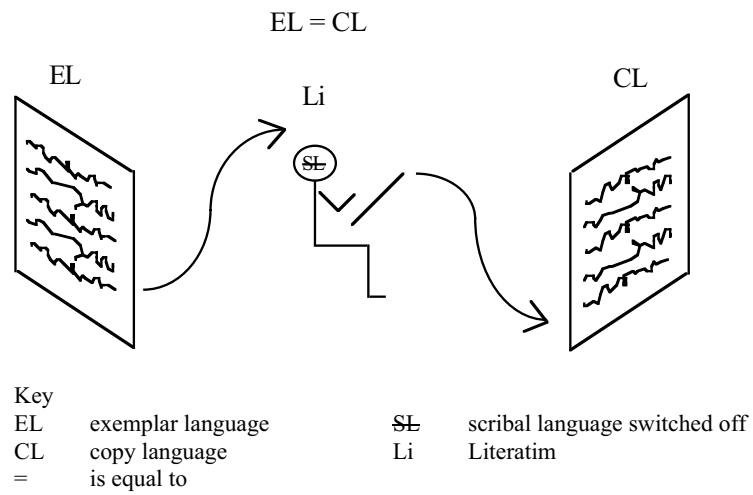 EL = CL
EL
Li
CL
SL
Key
EL exemplar language
CL copy language
= is equal to
SL scribal language switched off
Li Literatim